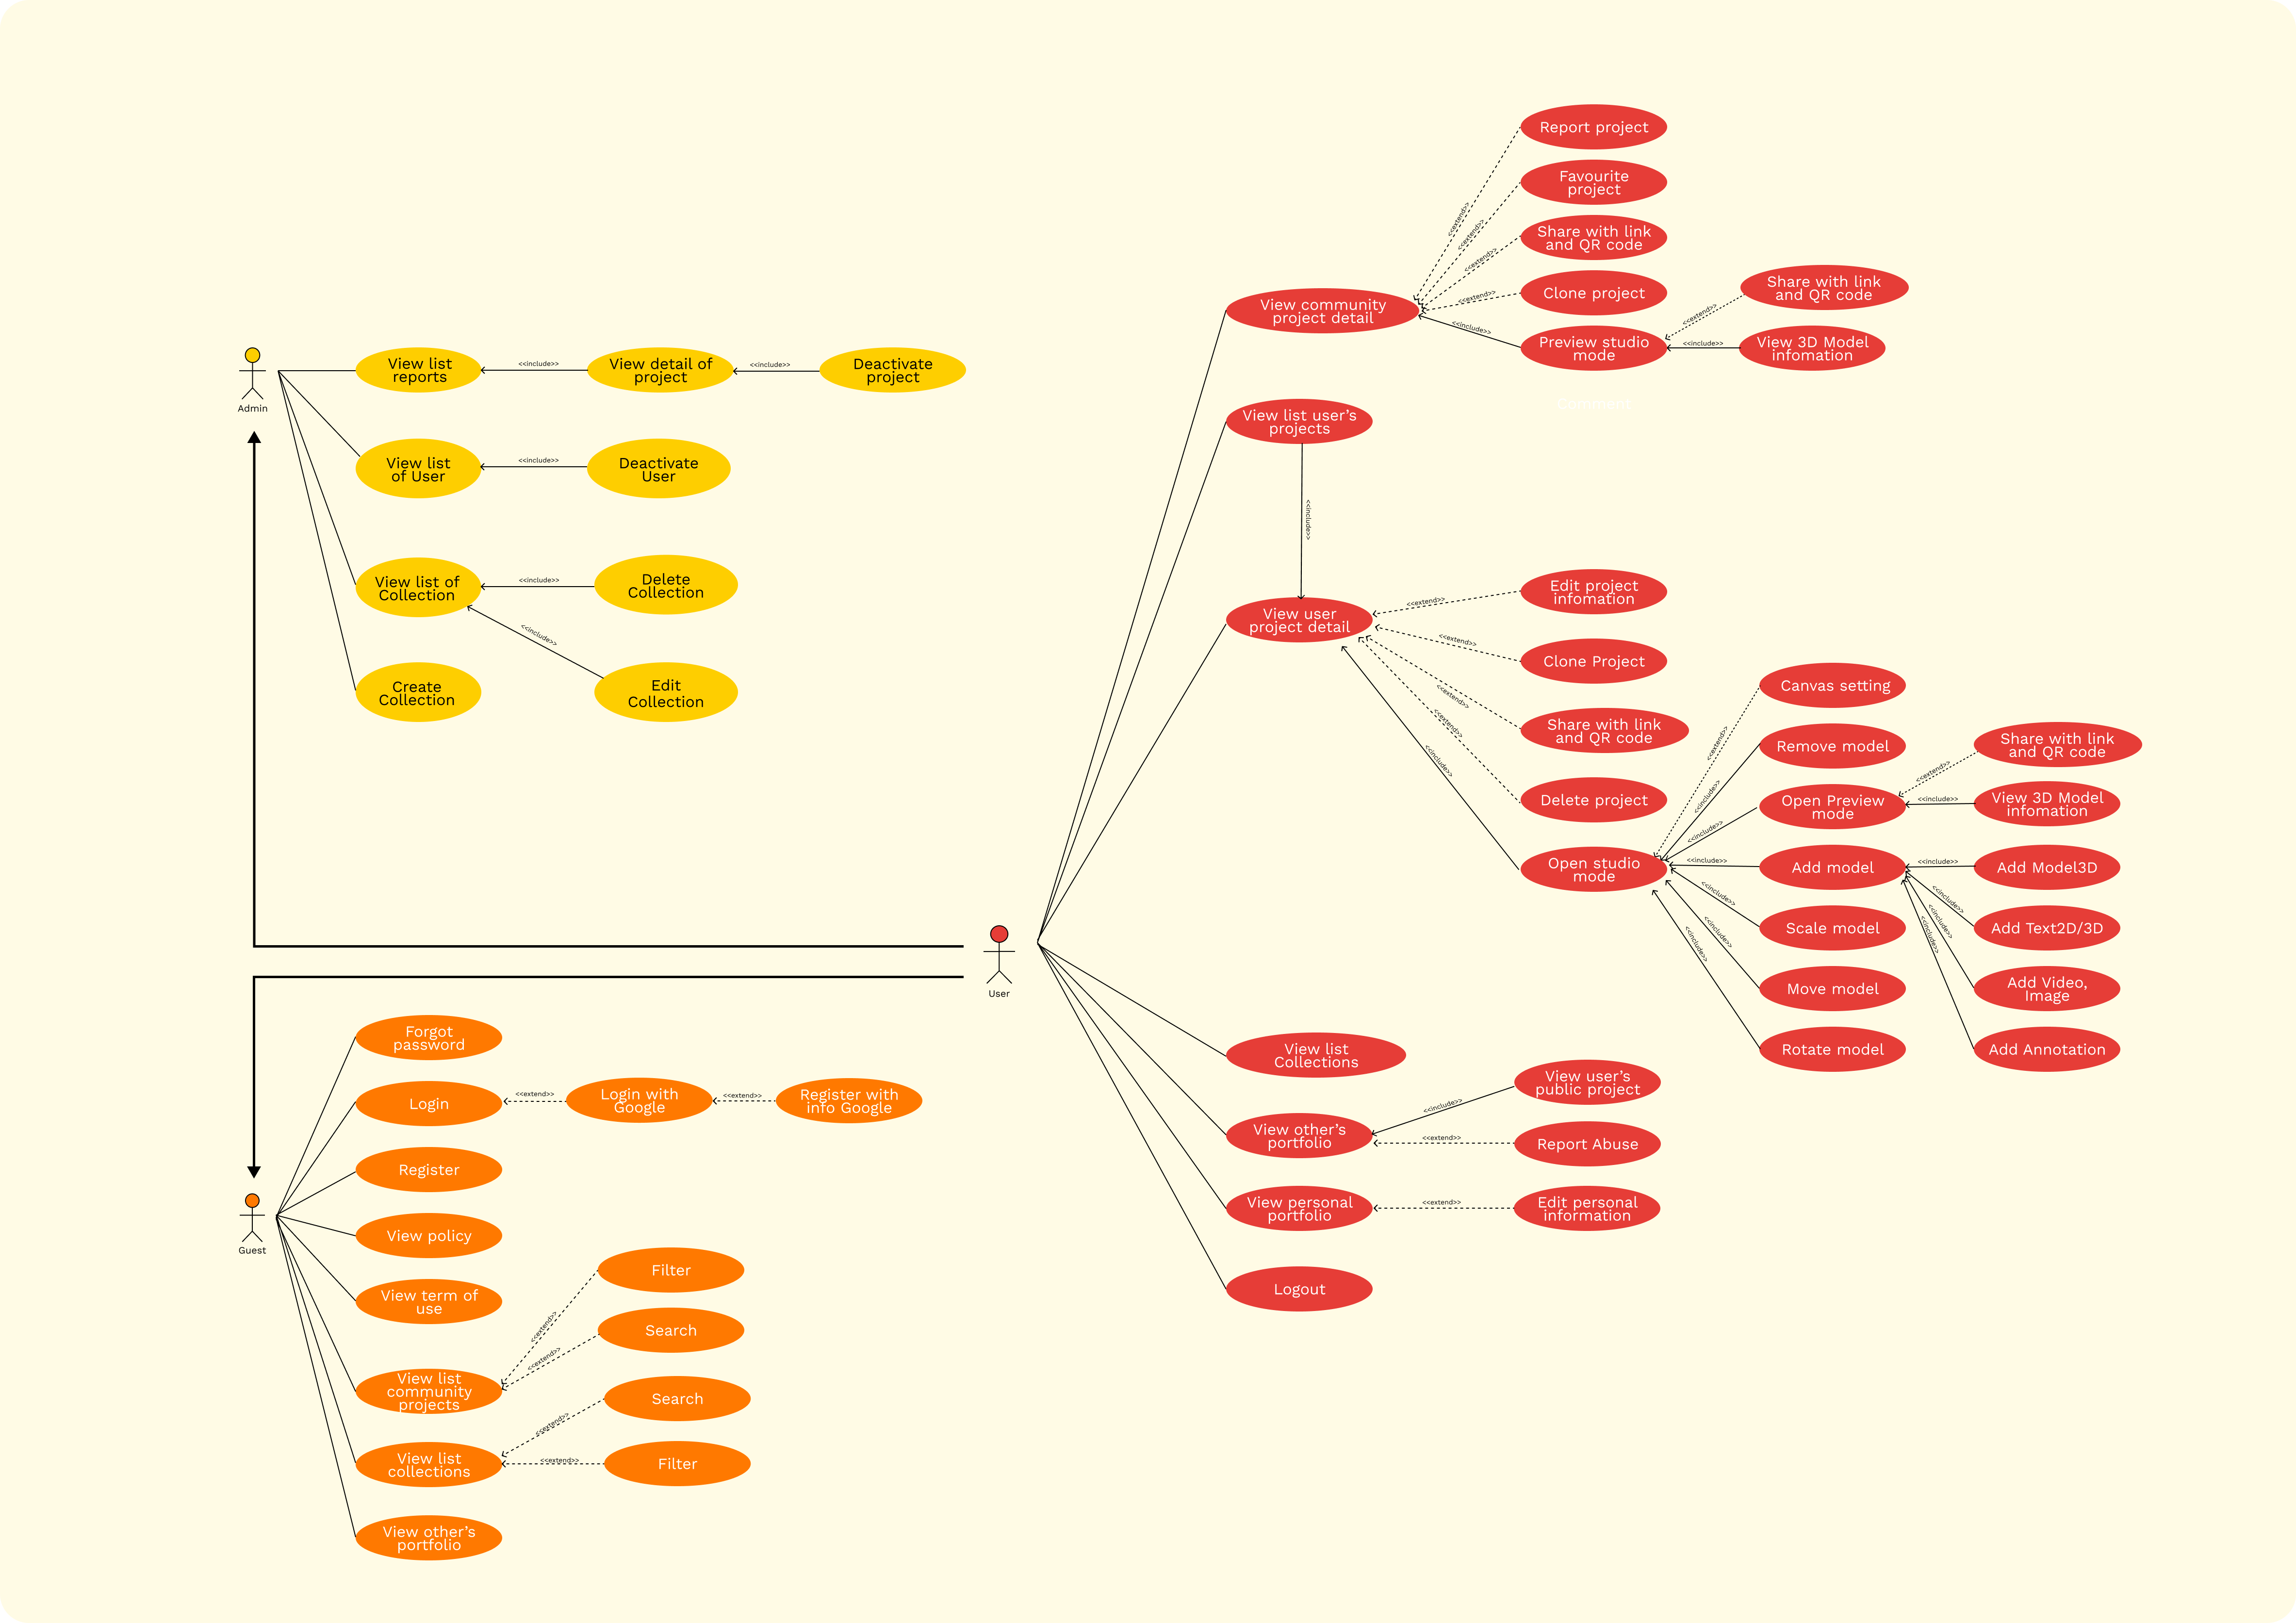 Report project
Favourite
project
<<extend>>
<<extend>>
Share with link
and QR code
<<extend>>
Clone project
<<extend>>
Share with link
and QR code
<<extend>>
View community
project detail
<<include>>
Preview studio
mode
<<include>>
View 3D Model
infomation
Comment
Admin
View list
reports
<<include>>
View detail of
project
<<include>>
Deactivate
project
View list
of User
<<include>>
Deactivate
User
View list of
Collection
<<include>>
Delete
Collection
<<include>>
Create
Collection
Edit
Collection
View list user’s
projects
<<include>>
View user
project detail
<<extend>>
Edit project
infomation
<<extend>>
Clone Project
<<extend>>
Share with link
and QR code
<<extend>>
Delete project
<<include>>
Open studio
mode
<<extend>>
Canvas setting
<<include>>
Remove model
<<include>>
Open Preview
mode
<<extend>>
Share with link
and QR code
<<include>>
View 3D Model
infomation
<<include>>
Add model
<<include>>
Add Model3D
<<include>>
Scale model
<<include>>
Add Text2D/3D
<<include>>
Move model
<<include>>
Add Video,
Image
<<include>>
Rotate model
<<include>>
Add Annotation
User
View list
Collections
View other’s
portfolio
<<include>>
View user’s
public project
<<extend>>
Report Abuse
View personal
portfolio
<<extend>>
Edit personal
information
Logout
Guest
Forgot
password
Login
<<extend>>
Login with
Google
<<extend>>
Register with
info Google
Register
View policy
View term of
use
View list
community
projects
<<extend>>
Filter
<<extend>>
Search
View list
collections
<<extend>>
Search
<<extend>>
Filter
View other’s
portfolio